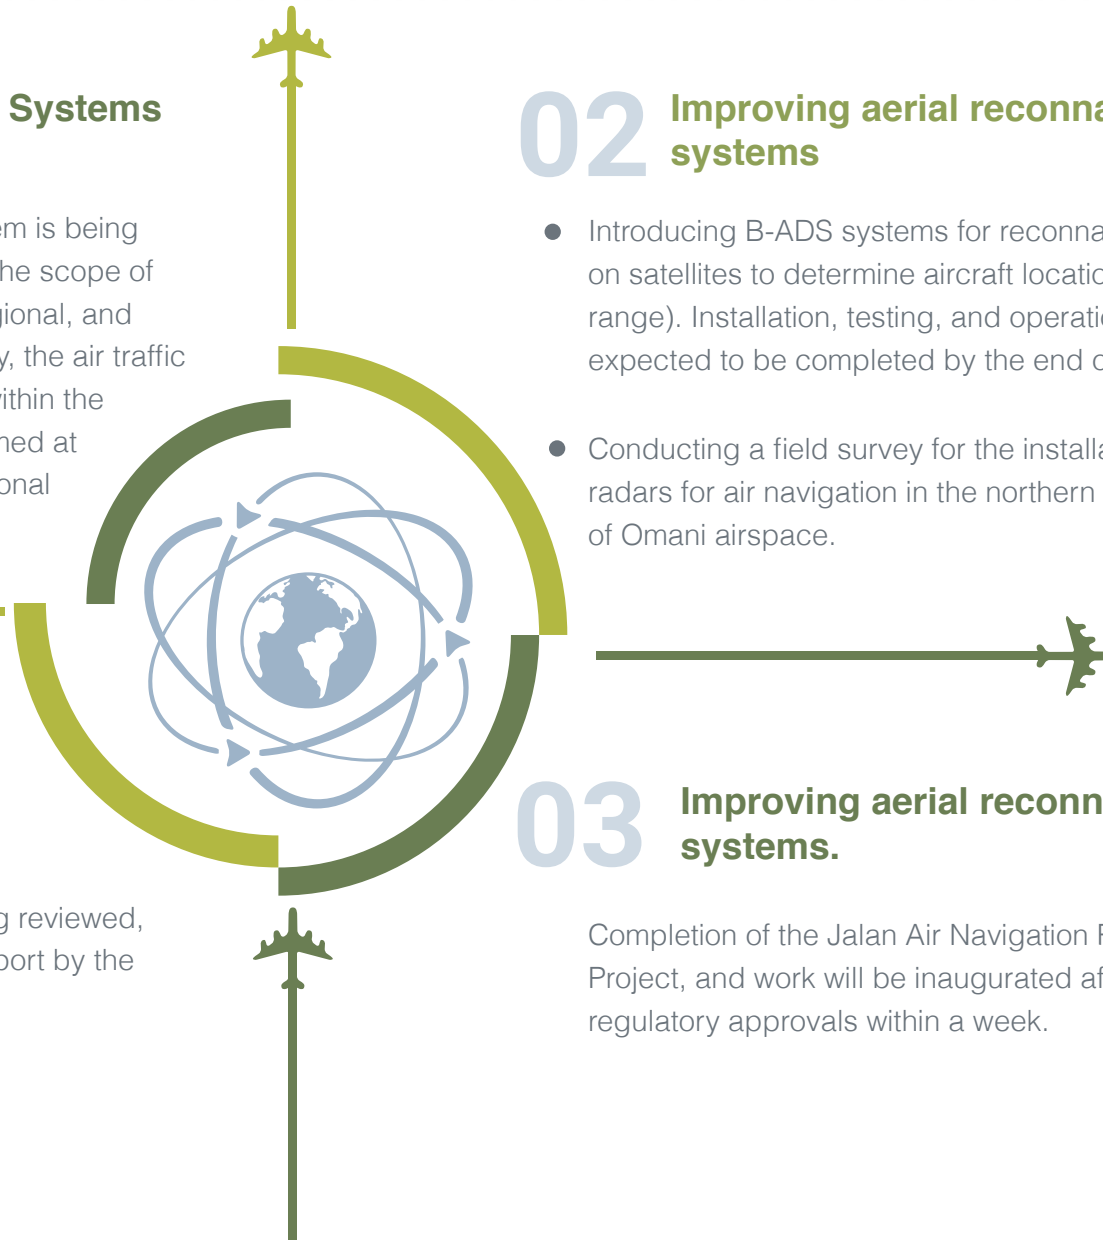 Systems
em is being
he scope of
gional, and
y, the air traffic
within the
ned at
onal
g reviewed,
port by the
02
Improving aerial reconna
systems
● Introducing B-ADS systems for reconna
on satellites to determine aircraft locatio
range). Installation, testing, and operatio
expected to be completed by the end o
● Conducting a field survey for the installa
radars for air navigation in the northern
of Omani airspace.
03
Improving aerial reconn
systems.
Completion of the Jalan Air Navigation
Project, and work will be inaugurated af
regulatory approvals within a week.